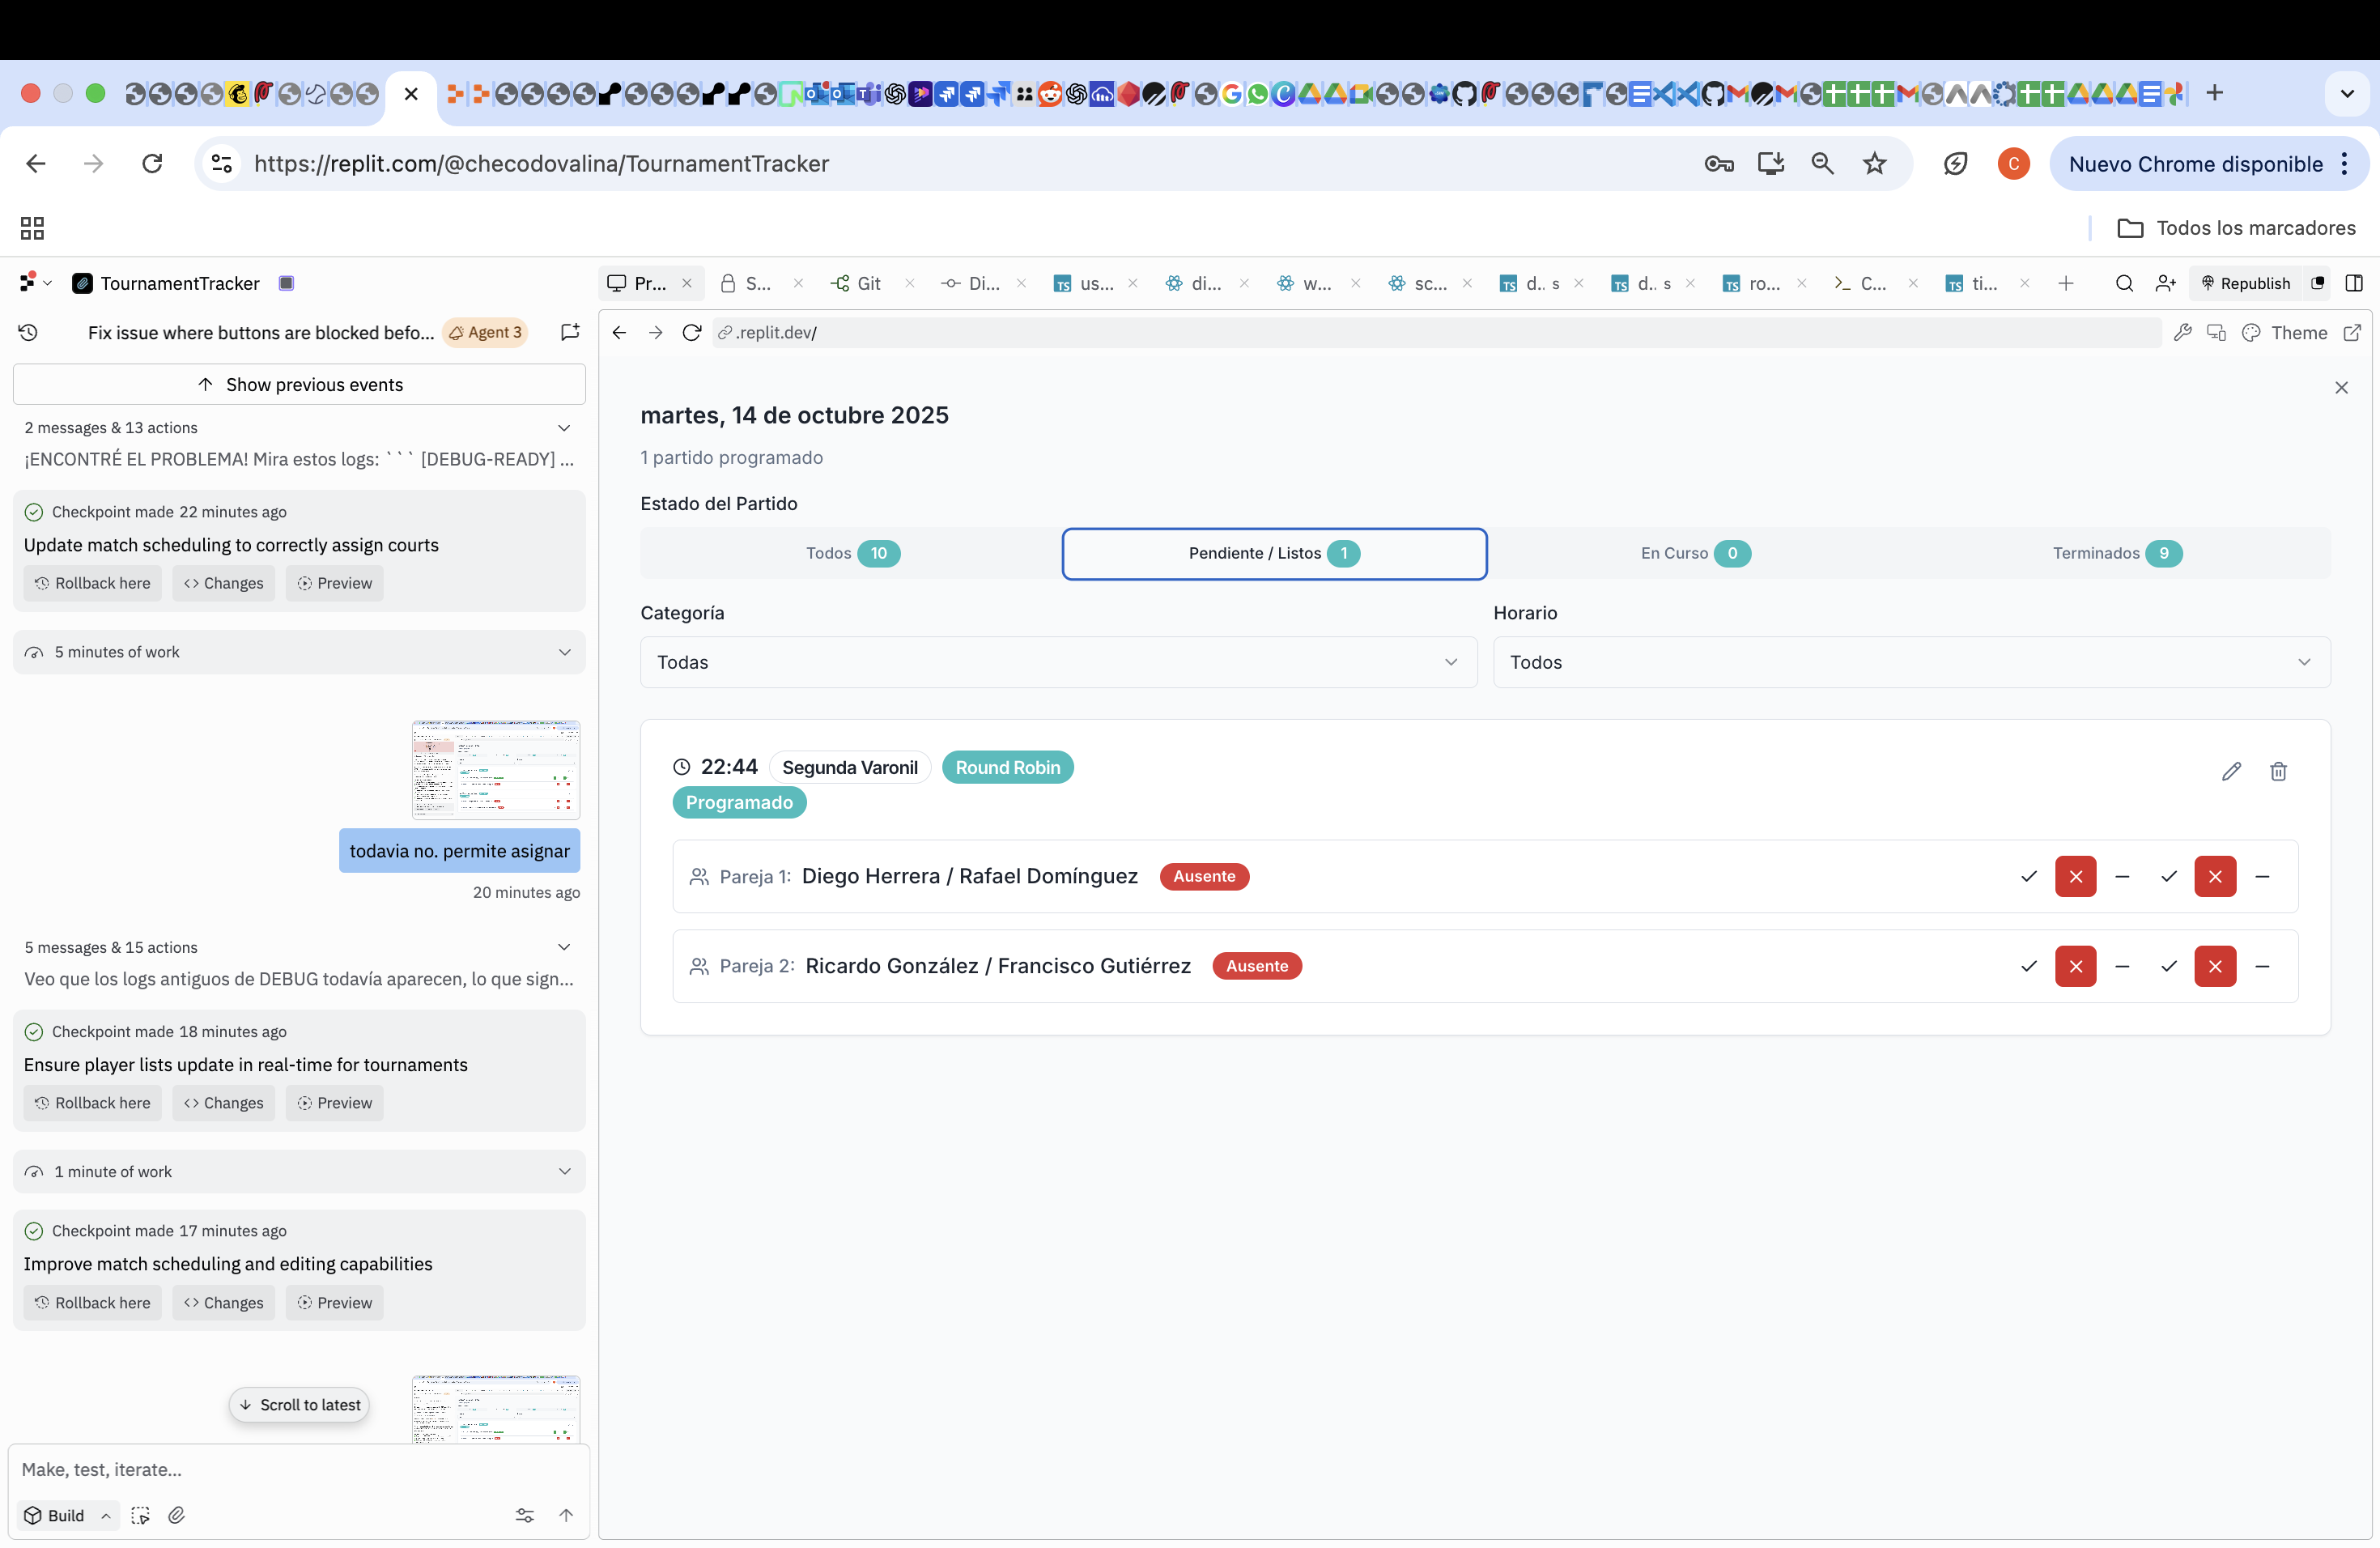 https://replit.com/@checodovalina/TournamentTracker
C
Nuevo Chrome disponible
Todos los marcadores
TournamentTracker
Pr...
S...
Git
Di...
us...
di...
w...
sc...
d.. s
d.. s
ro...
C...
ti...
Republish
Fix issue where buttons are blocked befo...
Agent 3
.replit.dev/
Theme
Show previous events
2 messages & 13 actions
¡ENCONTRÉ EL PROBLEMA! Mira estos logs: ``` [DEBUG-READY] ...
Checkpoint made 22 minutes ago
Update match scheduling to correctly assign courts
Rollback here
Changes
Preview
5 minutes of work
todavia no. permite asignar
20 minutes ago
5 messages & 15 actions
Veo que los logs antiguos de DEBUG todavía aparecen, lo que sign...
Checkpoint made 18 minutes ago
Ensure player lists update in real-time for tournaments
Rollback here
Changes
Preview
1 minute of work
Checkpoint made 17 minutes ago
Improve match scheduling and editing capabilities
Rollback here
Changes
Preview
Scroll to latest
Make, test, iterate...
Build
martes, 14 de octubre 2025
1 partido programado
Estado del Partido
Todos 10
Pendiente / Listos 1
En Curso 0
Terminados 9
Categoría
Horario
Todas
Todos
22:44 Segunda Varonil Round Robin
Programado
Pareja 1: Diego Herrera / Rafael Domínguez Ausente
Pareja 2: Ricardo González / Francisco Gutiérrez Ausente